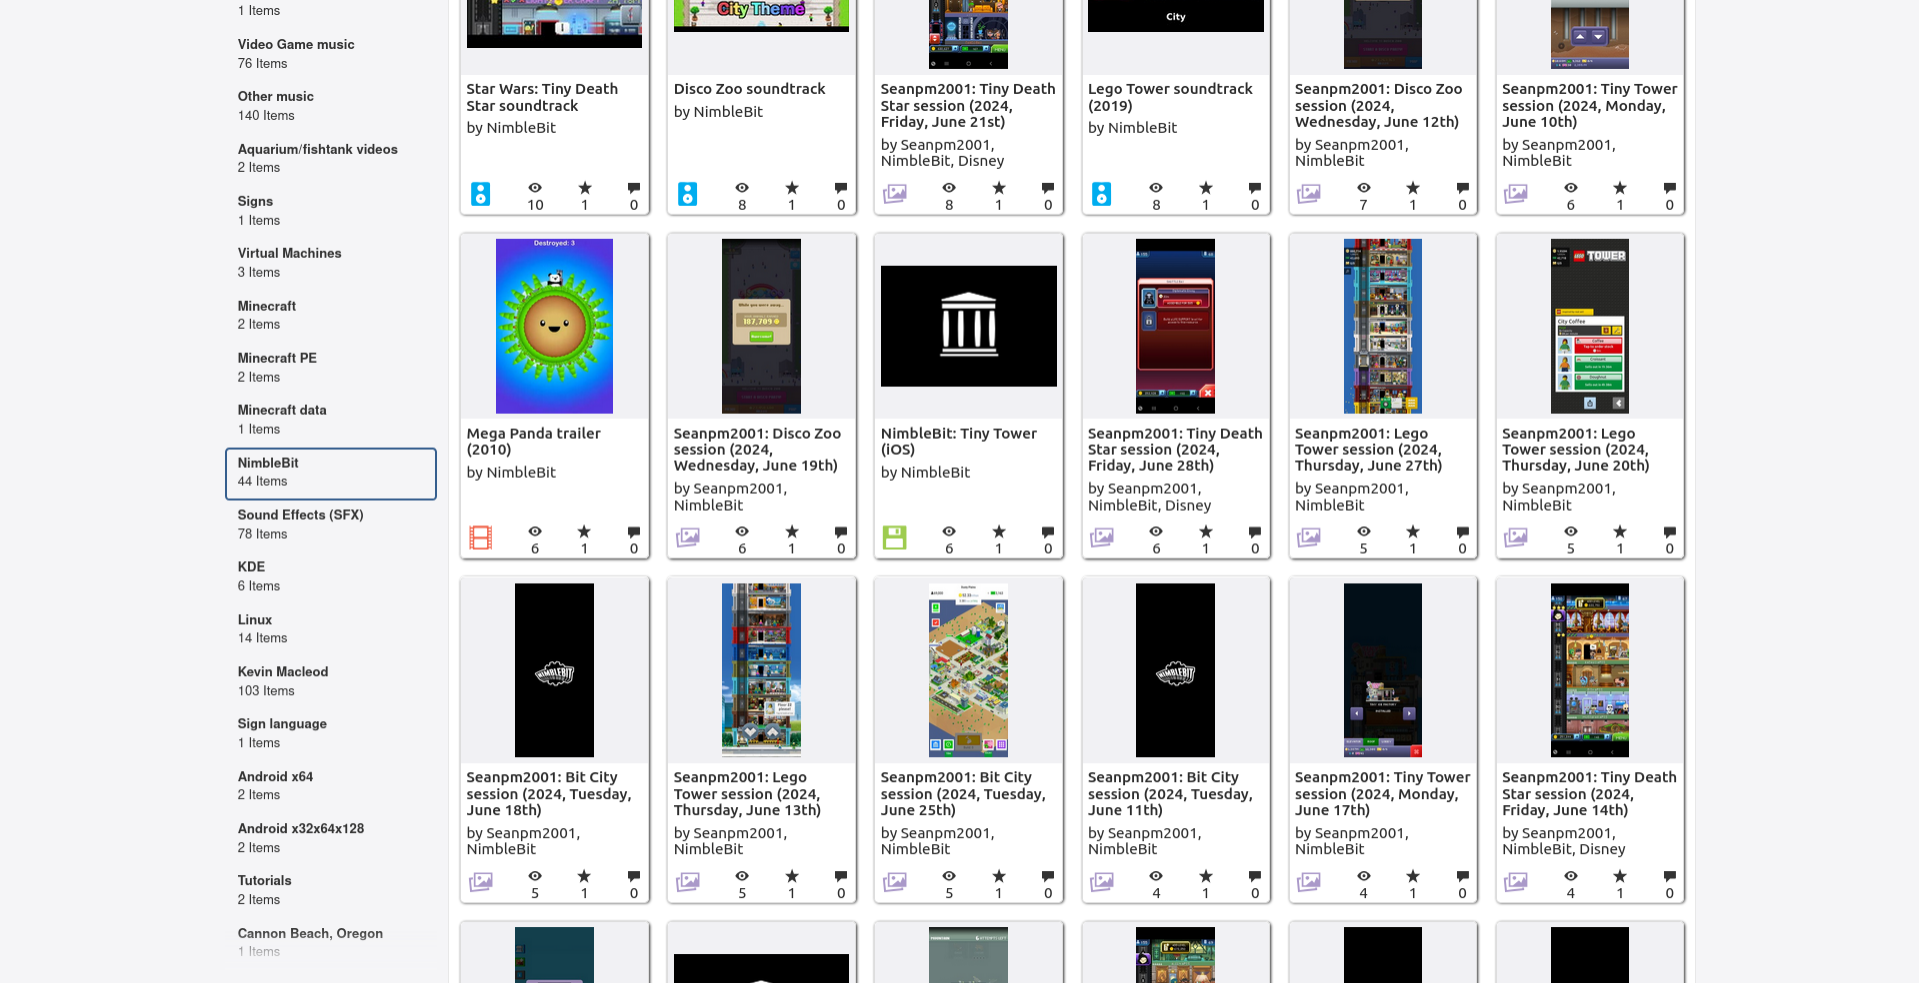 1 Items
Video Game music
76 Items
Other music
140 Items
Aquarium/fishtank videos
2 Items
Signs
1 Items
Virtual Machines
3 Items
Minecraft
2 Items
Minecraft PE
2 Items
Minecraft data
1 Items
NimbleBit
44 Items
Sound Effects (SFX)
78 Items
KDE
6 Items
Linux
14 Items
Kevin Macleod
103 Items
Sign language
1 Items
Android x64
2 Items
Android x32x64x128
2 Items
Tutorials
2 Items
Cannon Beach, Oregon
1 Items
Star Wars: Tiny Death
Star soundtrack
by NimbleBit
10 1 0
City Theme
Disco Zoo soundtrack
by NimbleBit
8 1 0
Seanpm2001: Tiny Death
Star session (2024,
Friday, June 21st)
by Seanpm2001,
NimbleBit, Disney
8 1 0
City
Lego Tower soundtrack
(2019)
by NimbleBit
8 1 0
Seanpm2001: Disco Zoo
session (2024,
Wednesday, June 12th)
by Seanpm2001,
NimbleBit
7 1 0
Seanpm2001: Tiny Tower
session (2024, Monday,
June 10th)
by Seanpm2001,
NimbleBit
6 1 0
Destroyed: 3
Mega Panda trailer
(2010)
by NimbleBit
6 1 0
187,709
Seanpm2001: Disco Zoo
session (2024,
Wednesday, June 19th)
by Seanpm2001,
NimbleBit
6 1 0
NimbleBit: Tiny Tower
(iOS)
by NimbleBit
6 1 0
Seanpm2001: Tiny Death
Star session (2024,
Friday, June 28th)
by Seanpm2001,
NimbleBit, Disney
6 1 0
Seanpm2001: Lego
Tower session (2024,
Thursday, June 27th)
by Seanpm2001,
NimbleBit
5 1 0
LEGO TOWER
City Coffee
Seanpm2001: Lego
Tower session (2024,
Thursday, June 20th)
by Seanpm2001,
NimbleBit
5 1 0
NIMBLEBIT
Seanpm2001: Bit City
session (2024, Tuesday,
June 18th)
by Seanpm2001,
NimbleBit
5 1 0
Seanpm2001: Lego
Tower session (2024,
Thursday, June 13th)
by Seanpm2001,
NimbleBit
5 1 0
Seanpm2001: Bit City
session (2024, Tuesday,
June 25th)
by Seanpm2001,
NimbleBit
5 1 0
NIMBLEBIT
Seanpm2001: Bit City
session (2024, Tuesday,
June 11th)
by Seanpm2001,
NimbleBit
4 1 0
Seanpm2001: Tiny Tower
session (2024, Monday,
June 17th)
by Seanpm2001,
NimbleBit
4 1 0
Seanpm2001: Tiny Death
Star session (2024,
Friday, June 14th)
by Seanpm2001,
NimbleBit, Disney
4 1 0